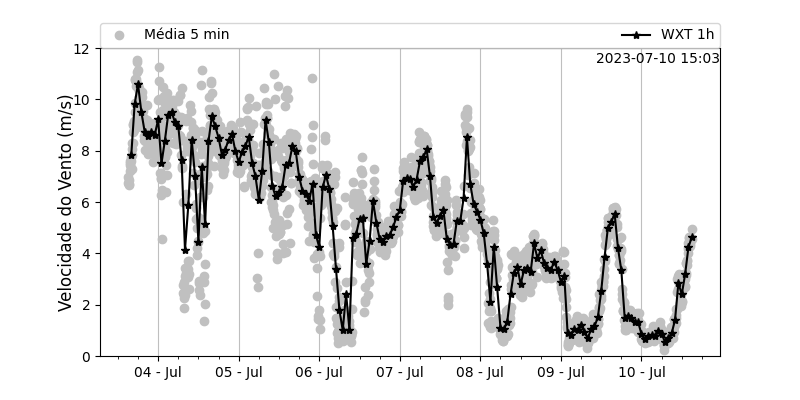 Média 5 min
WXT 1h
2023-07-10 15:03
Velocidade do Vento (m/s)
12
10
8
6
4
2
0
04 - Jul
05 - Jul
06 - Jul
07 - Jul
08 - Jul
09 - Jul
10 - Jul